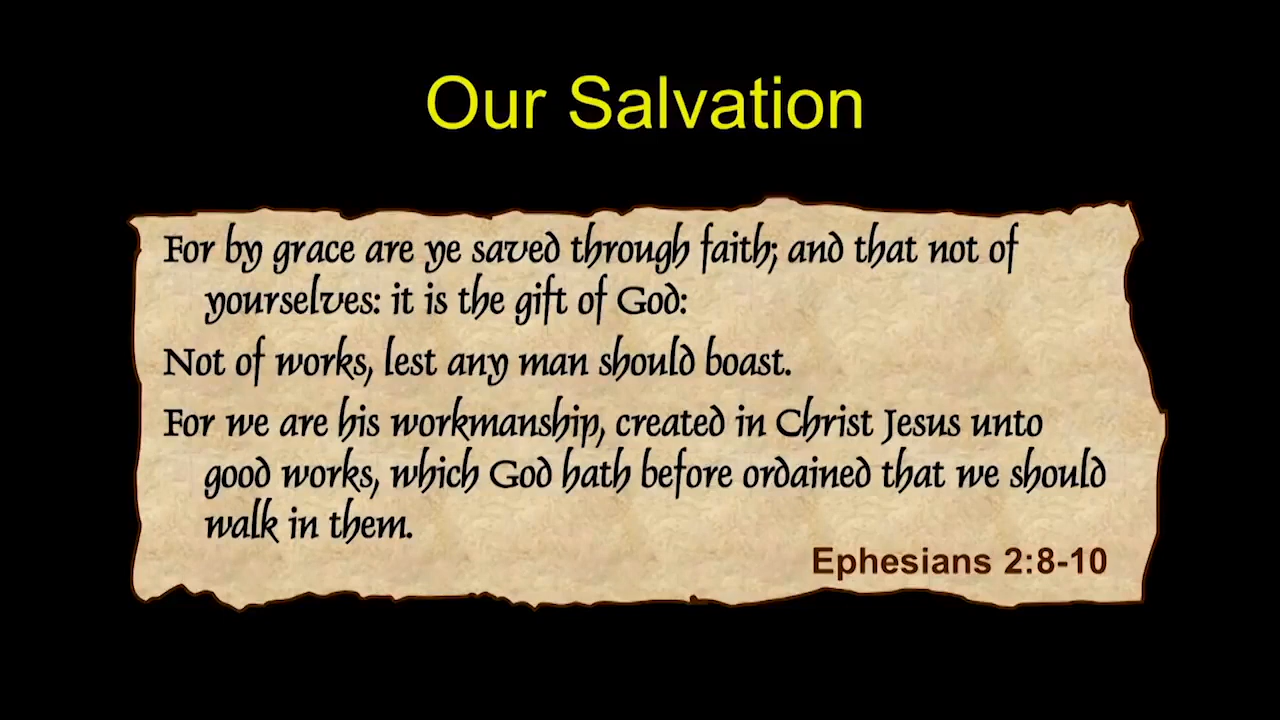 Our Salvation
For by grace are ye saved through faith; and that not of
yourselves: it is the gift of God:
Not of works, lest any man should boast.
For we are his workmanship, created in Christ Jesus unto
good works, which God hath before ordained that we should
walk in them.
Ephesians 2:8-10